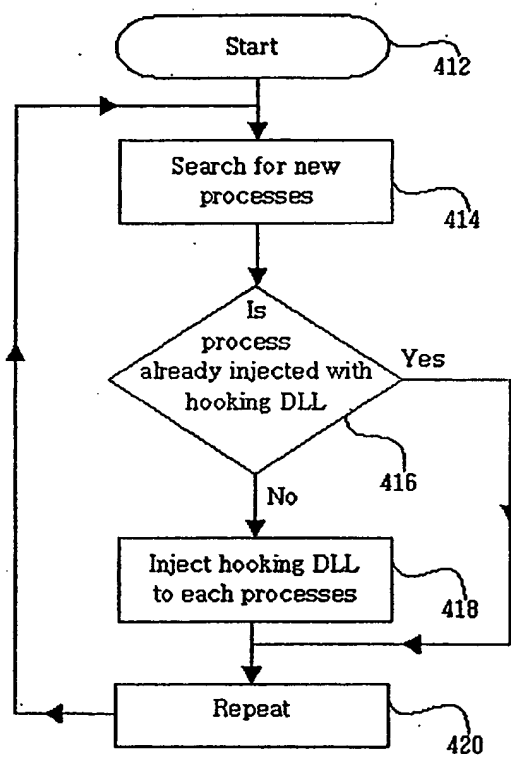 Start
412
Search for new
processes
414
Is
process
already injected with
hooking DLL
Yes
416
No
Inject hooking DLL
to each processes
418
Repeat
420